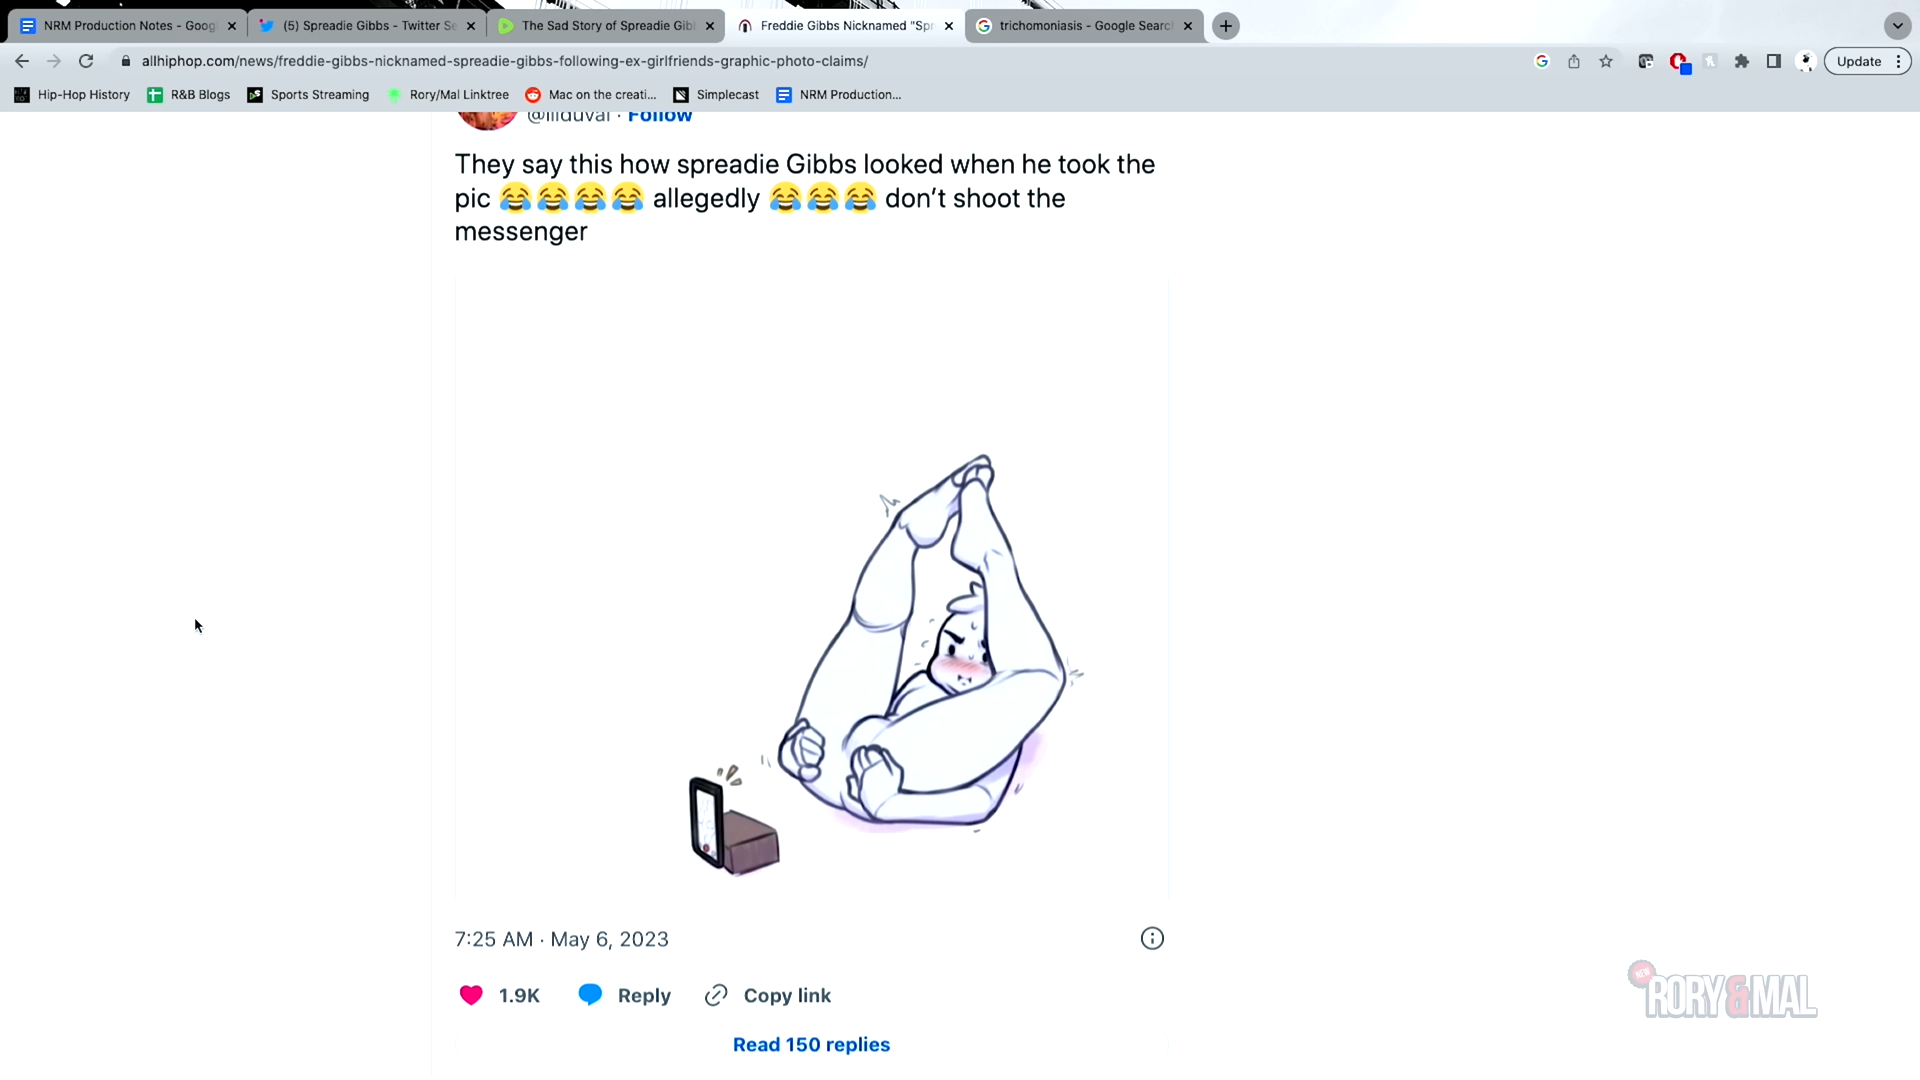 NRM Production Notes - Goog
(5) Spreadie Gibbs - Twitter Se
The Sad Story of Spreadie Gib
Freddie Gibbs Nicknamed "Spr
trichomoniasis - Google Search
allhiphop.com/news/freddie-gibbs-nicknamed-spreadie-gibbs-following-ex-girlfriends-graphic-photo-claims/
Update
Hip-Hop History
R&B Blogs
Sports Streaming
Rory/Mal Linktree
Mac on the creati...
Simplecast
NRM Production...
@lilduval · Follow
They say this how spreadie Gibbs looked when he took the
pic 😂😂😂😂 allegedly 😂😂😂 don’t shoot the
messenger
7:25 AM · May 6, 2023
1.9K
Reply
Copy link
Read 150 replies
NEW
RORY&MAL